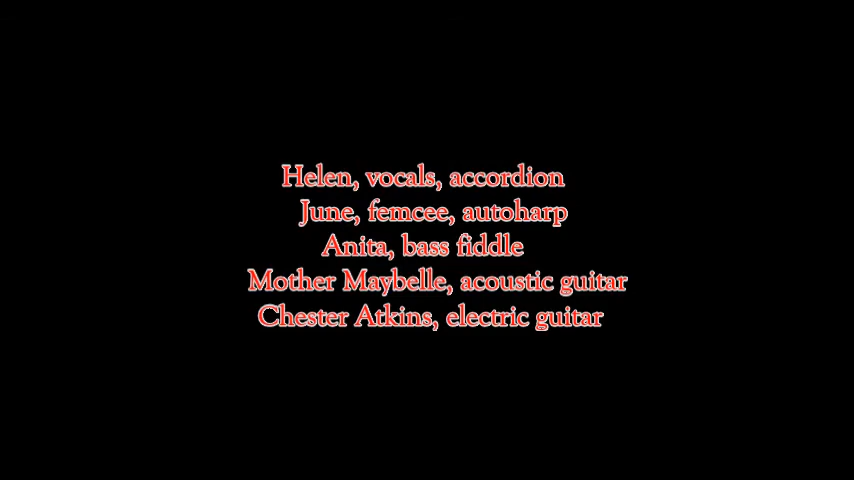 Helen, vocals, accordion
June, femcee, autoharp
Anita, bass fiddle
Mother Maybelle, acoustic guitar
Chester Atkins, electric guitar